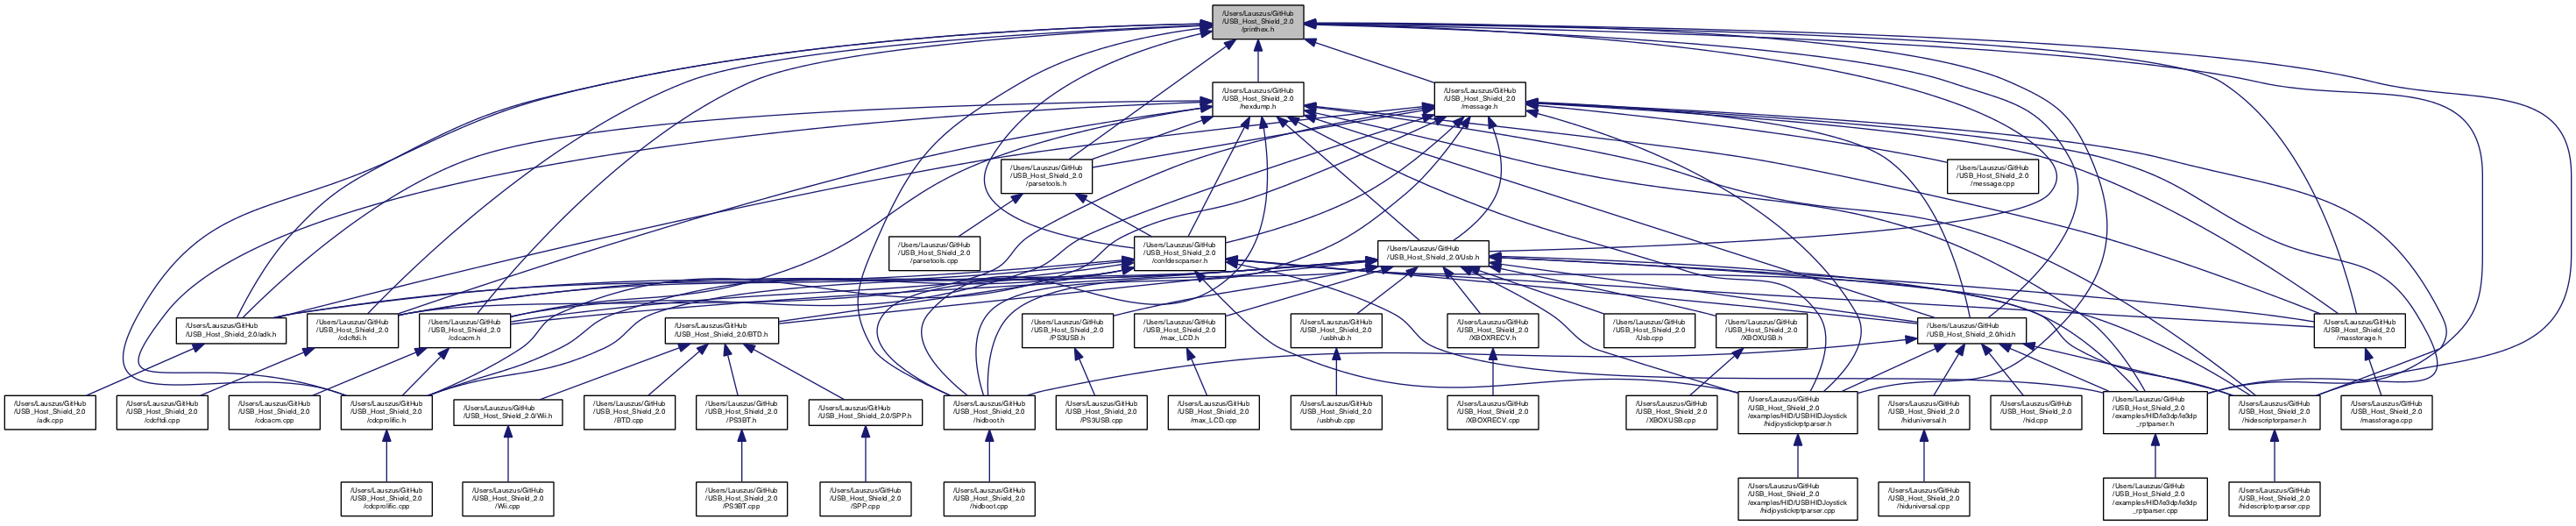 /Users/Lauszus/GitHub
/USB_Host_Shield_2.0
/printhex.h
/Users/Lauszus/GitHub
/USB_Host_Shield_2.0
/hexdump.h
/Users/Lauszus/GitHub
/USB_Host_Shield_2.0
/message.h
/Users/Lauszus/GitHub
/USB_Host_Shield_2.0
/parsetools.h
/Users/Lauszus/GitHub
/USB_Host_Shield_2.0
/message.cpp
/Users/Lauszus/GitHub
/USB_Host_Shield_2.0
/parsetools.cpp
/Users/Lauszus/GitHub
/USB_Host_Shield_2.0
/confdescparser.h
/Users/Lauszus/GitHub
/USB_Host_Shield_2.0/Usb.h
/Users/Lauszus/GitHub
/USB_Host_Shield_2.0/adk.h
/Users/Lauszus/GitHub
/USB_Host_Shield_2.0
/cdcftdi.h
/Users/Lauszus/GitHub
/USB_Host_Shield_2.0
/cdcacm.h
/Users/Lauszus/GitHub
/USB_Host_Shield_2.0/BTD.h
/Users/Lauszus/GitHub
/USB_Host_Shield_2.0
/PS3USB.h
/Users/Lauszus/GitHub
/USB_Host_Shield_2.0
/max_LCD.h
/Users/Lauszus/GitHub
/USB_Host_Shield_2.0
/usbhub.h
/Users/Lauszus/GitHub
/USB_Host_Shield_2.0
/XBOXRECV.h
/Users/Lauszus/GitHub
/USB_Host_Shield_2.0
/Usb.cpp
/Users/Lauszus/GitHub
/USB_Host_Shield_2.0
/XBOXUSB.h
/Users/Lauszus/GitHub
/USB_Host_Shield_2.0/hid.h
/Users/Lauszus/GitHub
/USB_Host_Shield_2.0
/masstorage.h
/Users/Lauszus/GitHub
/USB_Host_Shield_2.0
/adk.cpp
/Users/Lauszus/GitHub
/USB_Host_Shield_2.0
/cdcftdi.cpp
/Users/Lauszus/GitHub
/USB_Host_Shield_2.0
/cdcacm.cpp
/Users/Lauszus/GitHub
/USB_Host_Shield_2.0
/cdcprolific.h
/Users/Lauszus/GitHub
/USB_Host_Shield_2.0/Wii.h
/Users/Lauszus/GitHub
/USB_Host_Shield_2.0
/BTD.cpp
/Users/Lauszus/GitHub
/USB_Host_Shield_2.0
/PS3BT.h
/Users/Lauszus/GitHub
/USB_Host_Shield_2.0/SPP.h
/Users/Lauszus/GitHub
/USB_Host_Shield_2.0
/hidboot.h
/Users/Lauszus/GitHub
/USB_Host_Shield_2.0
/PS3USB.cpp
/Users/Lauszus/GitHub
/USB_Host_Shield_2.0
/max_LCD.cpp
/Users/Lauszus/GitHub
/USB_Host_Shield_2.0
/usbhub.cpp
/Users/Lauszus/GitHub
/USB_Host_Shield_2.0
/XBOXRECV.cpp
/Users/Lauszus/GitHub
/USB_Host_Shield_2.0
/XBOXUSB.cpp
/Users/Lauszus/GitHub
/USB_Host_Shield_2.0
/examples/HID/USBHIDJoystick
/hidjoystickrptparser.h
/Users/Lauszus/GitHub
/USB_Host_Shield_2.0
/hiduniversal.h
/Users/Lauszus/GitHub
/USB_Host_Shield_2.0
/hid.cpp
/Users/Lauszus/GitHub
/USB_Host_Shield_2.0
/examples/HID/le3dp/le3dp
_rptparser.h
/Users/Lauszus/GitHub
/USB_Host_Shield_2.0
/hidescriptorparser.h
/Users/Lauszus/GitHub
/USB_Host_Shield_2.0
/masstorage.cpp
/Users/Lauszus/GitHub
/USB_Host_Shield_2.0
/cdcprolific.cpp
/Users/Lauszus/GitHub
/USB_Host_Shield_2.0
/Wii.cpp
/Users/Lauszus/GitHub
/USB_Host_Shield_2.0
/PS3BT.cpp
/Users/Lauszus/GitHub
/USB_Host_Shield_2.0
/SPP.cpp
/Users/Lauszus/GitHub
/USB_Host_Shield_2.0
/hidboot.cpp
/Users/Lauszus/GitHub
/USB_Host_Shield_2.0
/examples/HID/USBHIDJoystick
/hidjoystickrptparser.cpp
/Users/Lauszus/GitHub
/USB_Host_Shield_2.0
/hiduniversal.cpp
/Users/Lauszus/GitHub
/USB_Host_Shield_2.0
/examples/HID/le3dp/le3dp
_rptparser.cpp
/Users/Lauszus/GitHub
/USB_Host_Shield_2.0
/hidescriptorparser.cpp